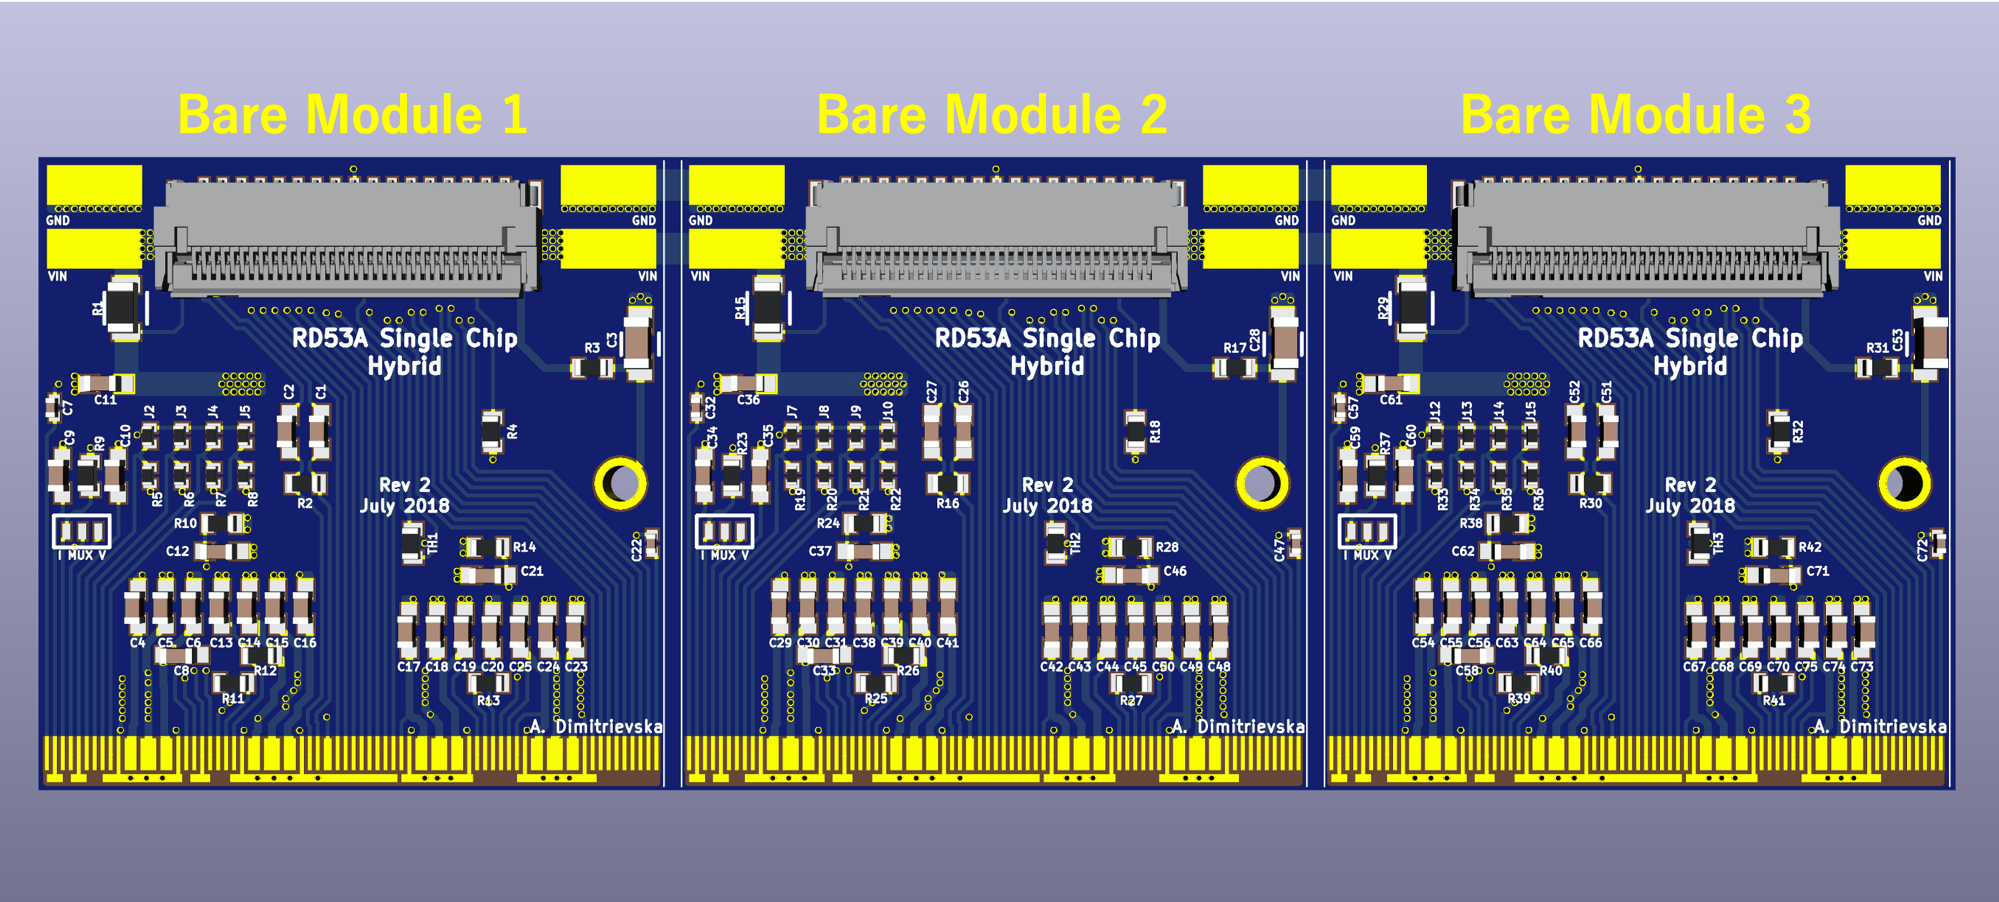 Bare Module 1 Bare Module 2 Bare Module 3
GND GND GND GND GND GND
VIN VIN VIN VIN VIN VIN
R1 R15 R29
RD53A Single Chip RD53A Single Chip RD53A Single Chip
Hybrid Hybrid Hybrid
R3 C3 R17 C28 R31 C53
C7 C11 C2 C1 C32 C36 C27 C26 C57 C61 C52 C51
J2 J3 J4 J5 J7 J8 J9 J10 J12 J13 J14 J15
C9 R9 C10 R4 C34 R23 C35 R18 C59 R37 C60 R32
R5 R6 R7 R8 R2 R19 R20 R21 R22 R16 R33 R34 R35 R36 R30
Rev 2 Rev 2 Rev 2
July 2018 July 2018 July 2018
R10 R24 R38
I MUX V C12 TH1 R14 C22 I MUX V C37 TH2 R28 C47 I MUX V C62 TH3 R42 C72
C21 C46 C71
C4 C5 C6 C13 C14 C15 C16 C29 C30 C31 C38 C39 C40 C41 C54 C55 C56 C63 C64 C65 C66
C17 C18 C19 C20 C25 C24 C23 C42 C43 C44 C45 C50 C49 C48 C67 C68 C69 C70 C75 C74 C73
C8 R12 C33 R26 C58 R40
R11 R13 R25 R27 R39 R41
A. Dimitrievska A. Dimitrievska A. Dimitrievska